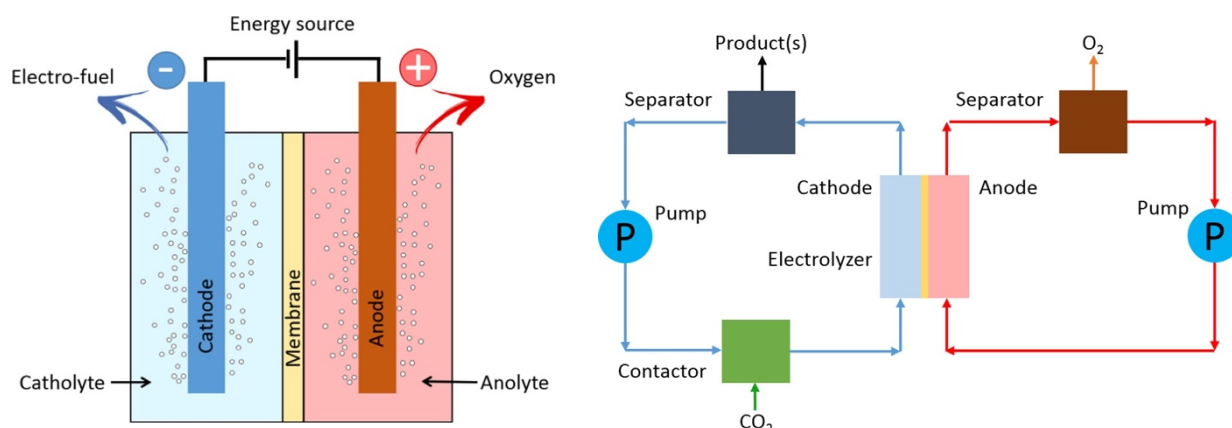 Energy source
Electro-fuel
-
+
Oxygen
Cathode
Membrane
Anode
Catholyte
Anolyte
Product(s)
O₂
Separator
Separator
Cathode
Anode
P
Pump
Pump
P
Electrolyzer
Contactor
CO₂